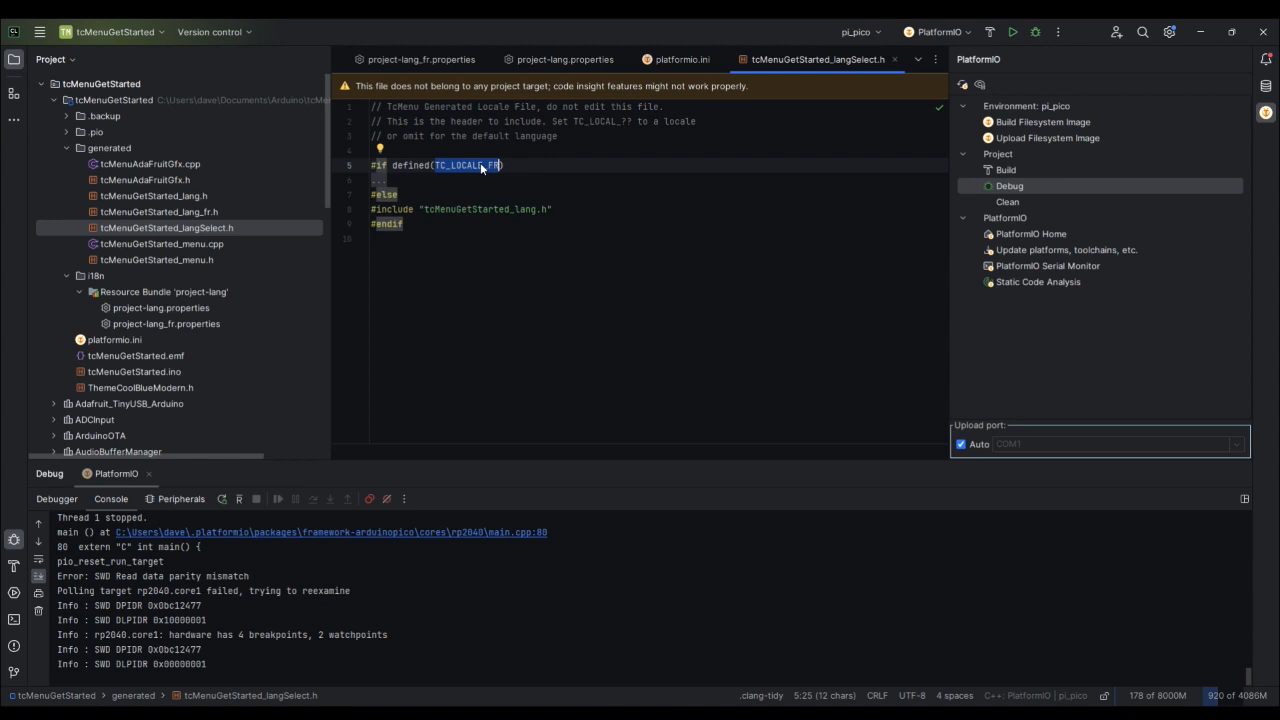 CL
TM
tcMenuGetStarted
Version control
pi_pico
PlatformIO
Project
project-lang_fr.properties
project-lang.properties
platformio.ini
tcMenuGetStarted_langSelect.h
PlatformIO
tcMenuGetStarted
tcMenuGetStarted C:\Users\dave\Documents\Arduino\tcMe
.backup
.pio
generated
tcMenuAdaFruitGfx.cpp
tcMenuAdaFruitGfx.h
tcMenuGetStarted_lang.h
tcMenuGetStarted_lang_fr.h
tcMenuGetStarted_langSelect.h
tcMenuGetStarted_menu.cpp
tcMenuGetStarted_menu.h
i18n
Resource Bundle 'project-lang'
project-lang.properties
project-lang_fr.properties
platformio.ini
tcMenuGetStarted.emf
tcMenuGetStarted.ino
ThemeCoolBlueModern.h
Adafruit_TinyUSB_Arduino
ADCInput
ArduinoOTA
AudioBufferManager
This file does not belong to any project target; code insight features might not work properly.
1 // TcMenu Generated Locale File, do not edit this file.
2 // This is the header to include. Set TC_LOCAL_?? to a locale
3 // or omit for the default language
4
5 #if defined(TC_LOCALE_FR)
6 ...
7 #else
8 #include "tcMenuGetStarted_lang.h"
9 #endif
10
Environment: pi_pico
Build Filesystem Image
Upload Filesystem Image
Project
Build
Debug
Clean
PlatformIO
PlatformIO Home
Update platforms, toolchains, etc.
PlatformIO Serial Monitor
Static Code Analysis
Upload port:
Auto
COM1
Debug
PlatformIO
Debugger
Console
Peripherals
Thread 1 stopped.
main () at C:\Users\dave\.platformio\packages\framework-arduinopico\cores\rp2040\main.cpp:80
80 extern "C" int main() {
pio_reset_run_target
Error: SWD Read data parity mismatch
Polling target rp2040.core1 failed, trying to reexamine
Info : SWD DPIDR 0x0bc12477
Info : SWD DLPIDR 0x10000001
Info : rp2040.core1: hardware has 4 breakpoints, 2 watchpoints
Info : SWD DPIDR 0x0bc12477
Info : SWD DLPIDR 0x00000001
tcMenuGetStarted
generated
tcMenuGetStarted_langSelect.h
.clang-tidy
5:25 (12 chars)
CRLF
UTF-8
4 spaces
C++: PlatformIO | pi_pico
178 of 8000M
920 of 4086M